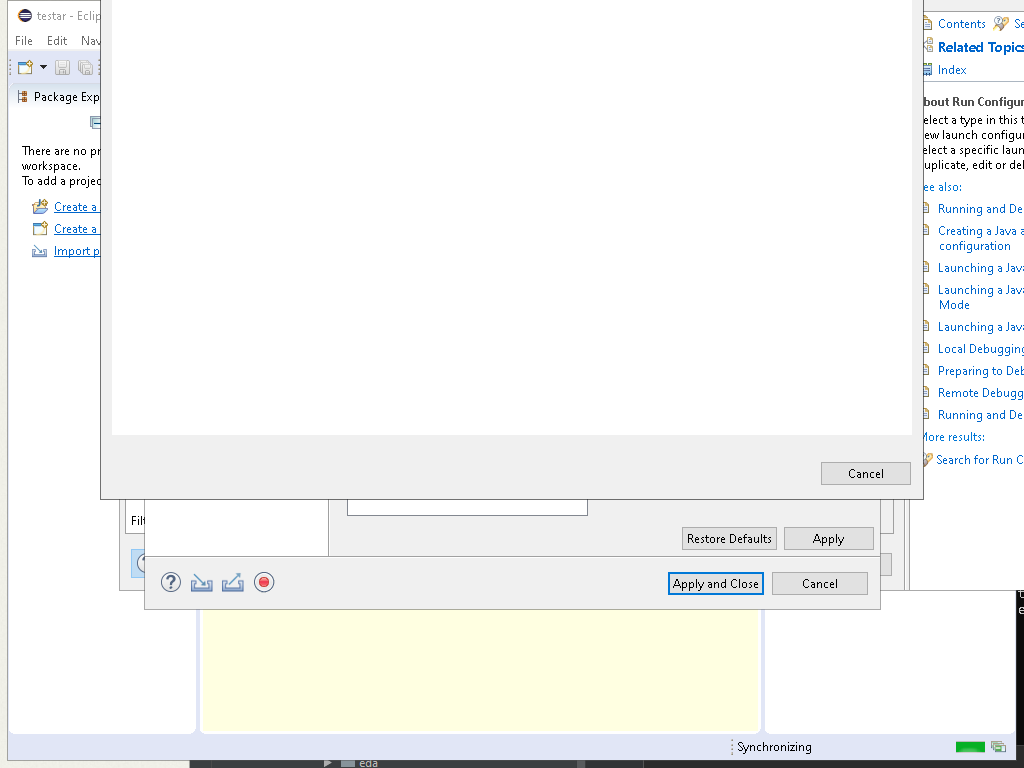 testar - Eclip
File Edit Nav
Package Exp
There are no pr
workspace.
To add a projec
Create a
Create a
Import p
Contents Se
Related Topics
Index
bout Run Configur
elect a type in this t
ew launch configu
elect a specific laun
uplicate, edit or del
ee also:
Running and De
Creating a Java a
configuration
Launching a Java
Launching a Java
Mode
Launching a Java
Local Debugging
Preparing to Deb
Remote Debugg
Running and De
More results:
Search for Run C
Cancel
Filt
Restore Defaults Apply
Apply and Close Cancel
Synchronizing
eda